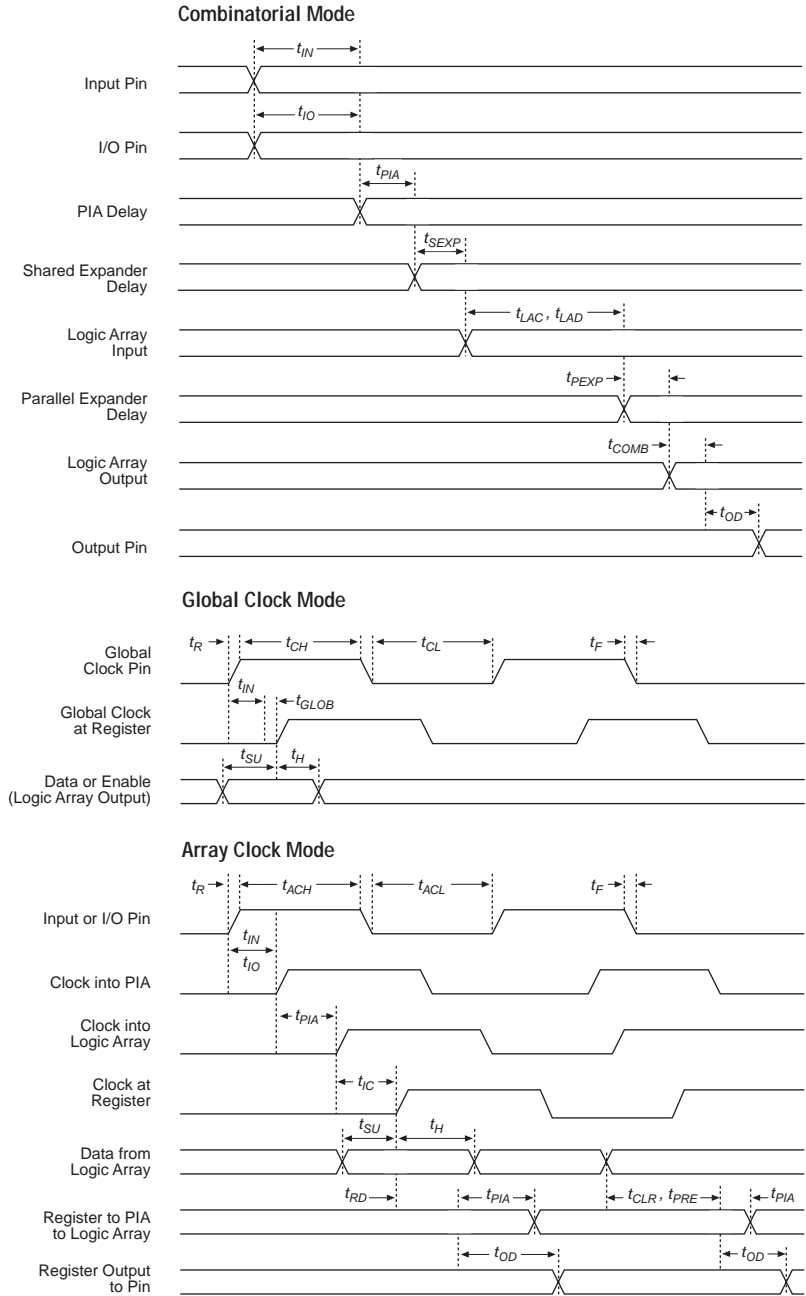 Combinatorial Mode
tIN
Input Pin
tIO
I/O Pin
tPIA
PIA Delay
tSEXP
Shared Expander
Delay
tLAC, tLAD
Logic Array
Input
tPEXP
Parallel Expander
Delay
tCOMB
Logic Array
Output
tOD
Output Pin
Global Clock Mode
tR tCH tCL tF
Global
Clock Pin
tIN
tGLOB
Global Clock
at Register
tSU tH
Data or Enable
(Logic Array Output)
Array Clock Mode
tR tACH tACL tF
Input or I/O Pin
tIN
tIO
Clock into PIA
tPIA
Clock into
Logic Array
tIC
Clock at
Register
tSU tH
Data from
Logic Array
tRD tPIA tCLR, tPRE tPIA
Register to PIA
to Logic Array
tOD tOD
Register Output
to Pin